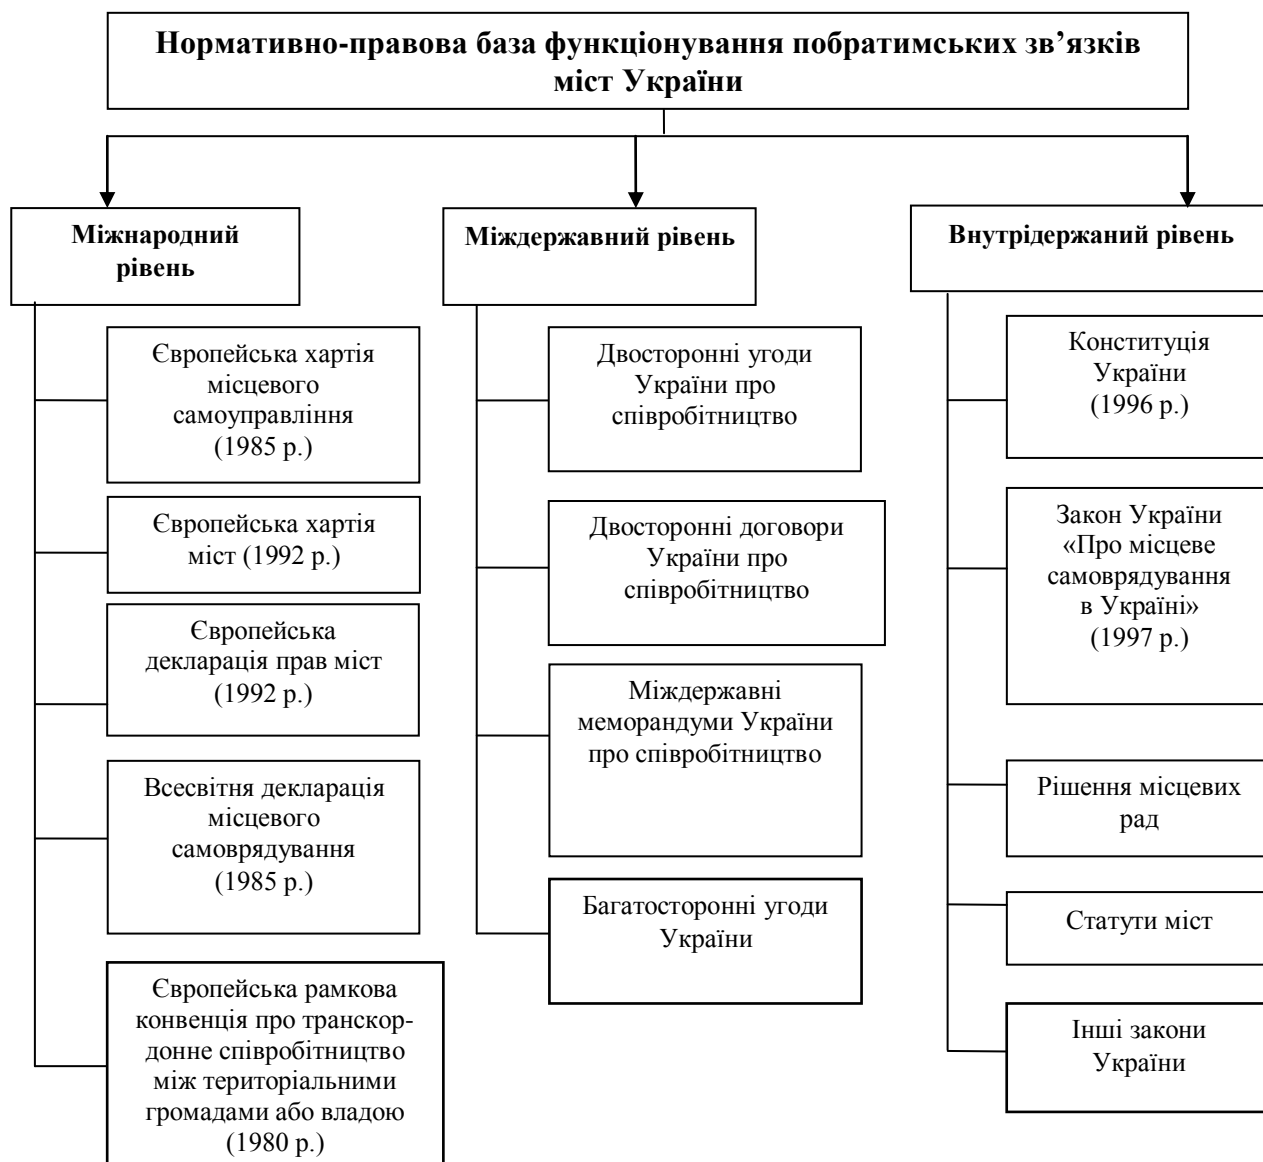 Нормативно-правова база функціонування побратимських зв’язків
міст України
Міжнародний
рівень
Європейська хартія
місцевого
самоуправління
(1985 р.)
Європейська хартія
міст (1992 р.)
Європейська
декларація прав міст
(1992 р.)
Всесвітня декларація
місцевого
самоврядування
(1985 р.)
Європейська рамкова
конвенція про транскор-
донне співробітництво
між територіальними
громадами або владою
(1980 р.)
Міждержавний рівень
Двосторонні угоди
України про
співробітництво
Двосторонні договори
України про
співробітництво
Міждержавні
меморандуми України
про співробітництво
Багатосторонні угоди
України
Внутрідержаний рівень
Конституція
України
(1996 р.)
Закон України
«Про місцеве
самоврядування
в Україні»
(1997 р.)
Рішення місцевих
рад
Статути міст
Інші закони
України